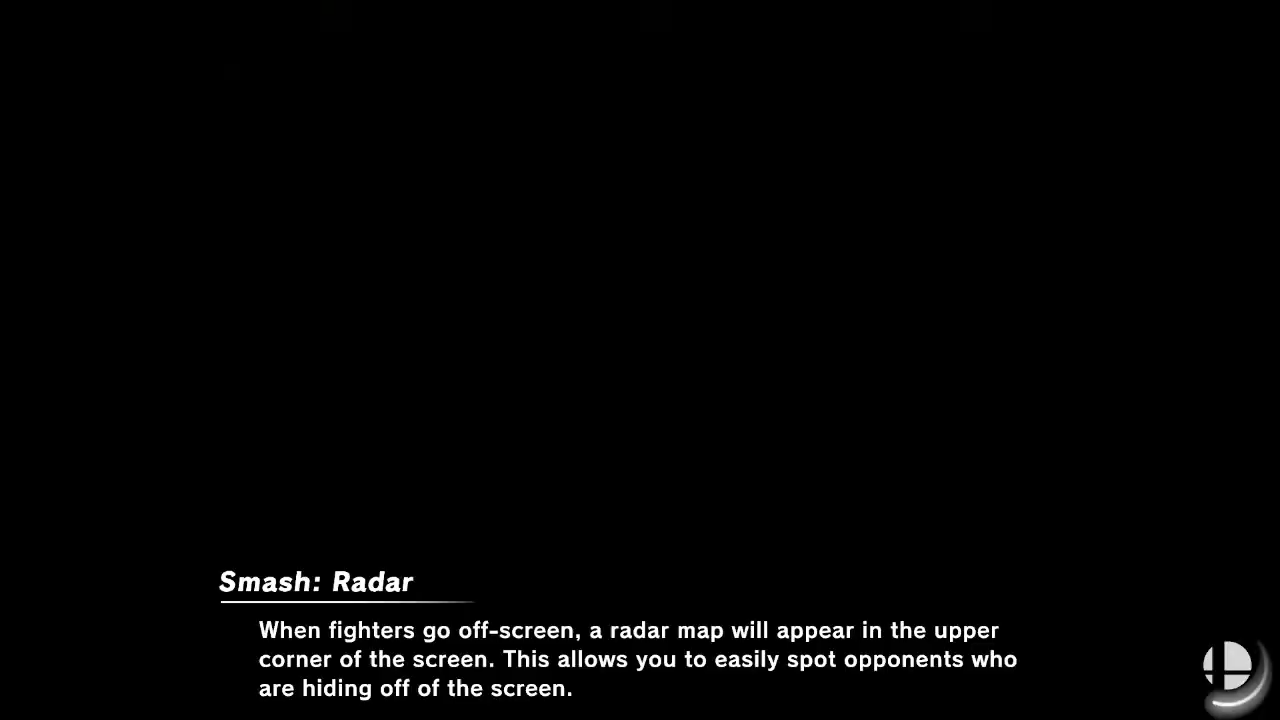 Smash: Radar
When fighters go off-screen, a radar map will appear in the upper
corner of the screen. This allows you to easily spot opponents who
are hiding off of the screen.